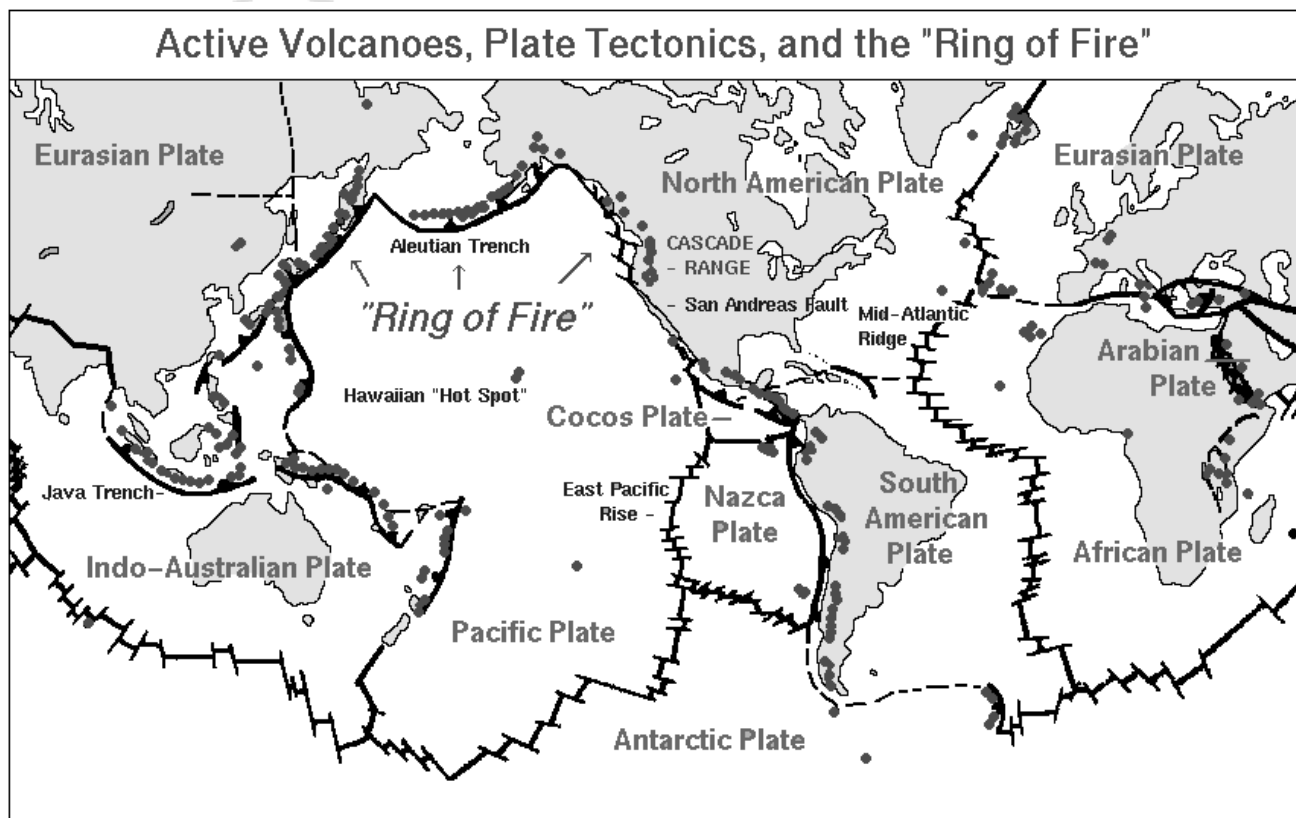 Active Volcanoes, Plate Tectonics, and the "Ring of Fire"
Eurasian Plate
Eurasian Plate
North American Plate
Aleutian Trench
CASCADE
- RANGE
"Ring of Fire"
- San Andreas Fault
Mid-Atlantic
Ridge
Arabian
Plate
Hawaiian "Hot Spot"
Cocos Plate -
Java Trench-
East Pacific
Rise -
Nazca
Plate
South
American
Plate
Indo-Australian Plate
African Plate
Pacific Plate
Antarctic Plate